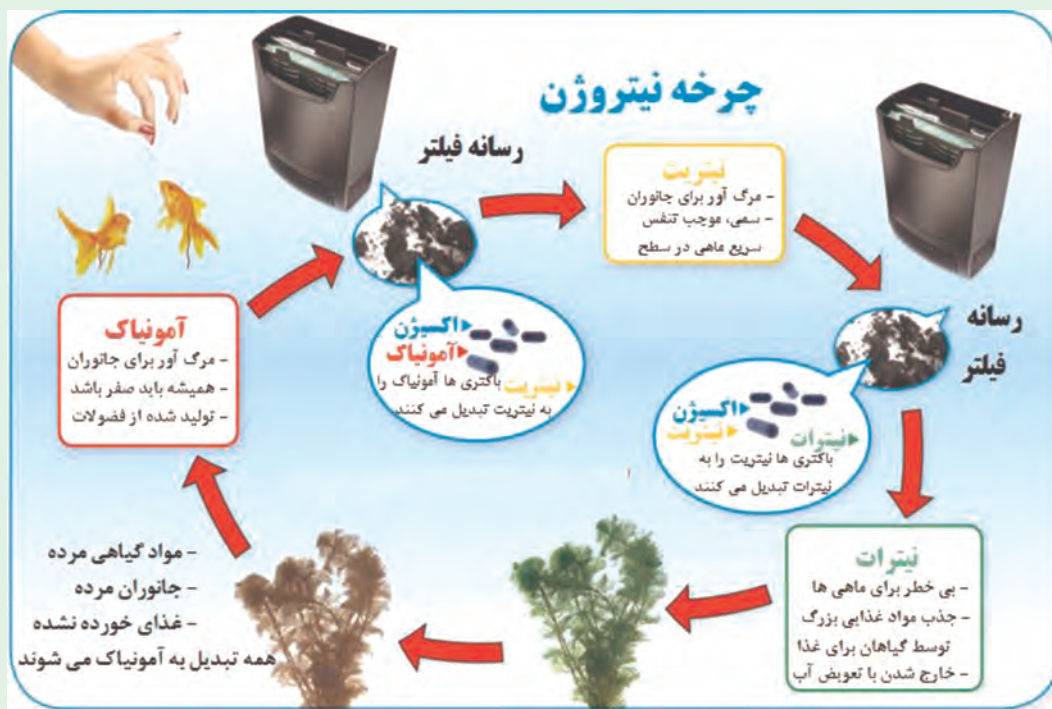 چرخه نیتروژن
رسانه فیلتر
نیتریت
- مرگ آور برای جانوران
- سمی، موجب تنفس
سریع ماهی در سطح
رسانه
فیلتر
آمونیاک
- مرگ آور برای جانوران
- همیشه باید صفر باشد
- تولید شده از فضولات
اکسیژن
آمونیاک
نیتریت
باکتری ها آمونیاک را
به نیتریت تبدیل می کنند
اکسیژن
نیتریت
نیترات
باکتری ها نیتریت را به
نیترات تبدیل می کنند
نیترات
- بی خطر برای ماهی ها
- جذب مواد غذایی بزرگ
توسط گیاهان برای غذا
- خارج شدن با تعویض آب
- مواد گیاهی مرده
- جانوران مرده
- غذای خورده نشده
همه تبدیل به آمونیاک می شوند